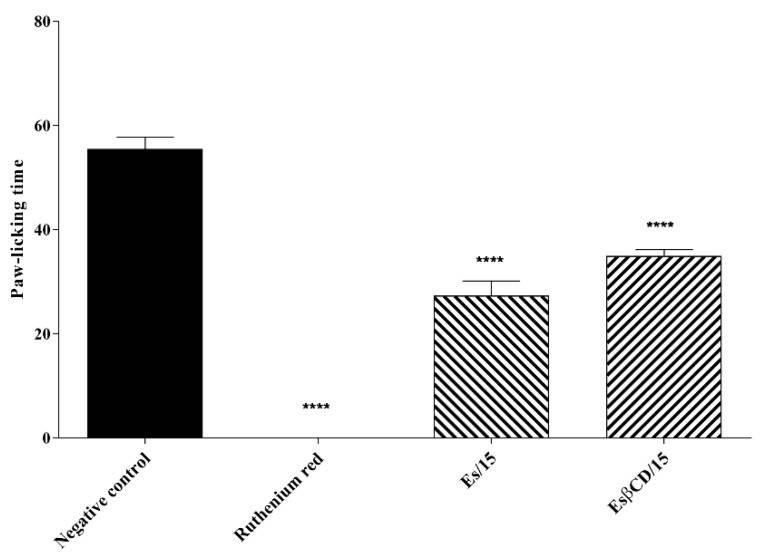 80
60
40
20
0
Paw-licking time
****
****
****
Negative control
Ruthenium red
Es/15
EsβCD/15